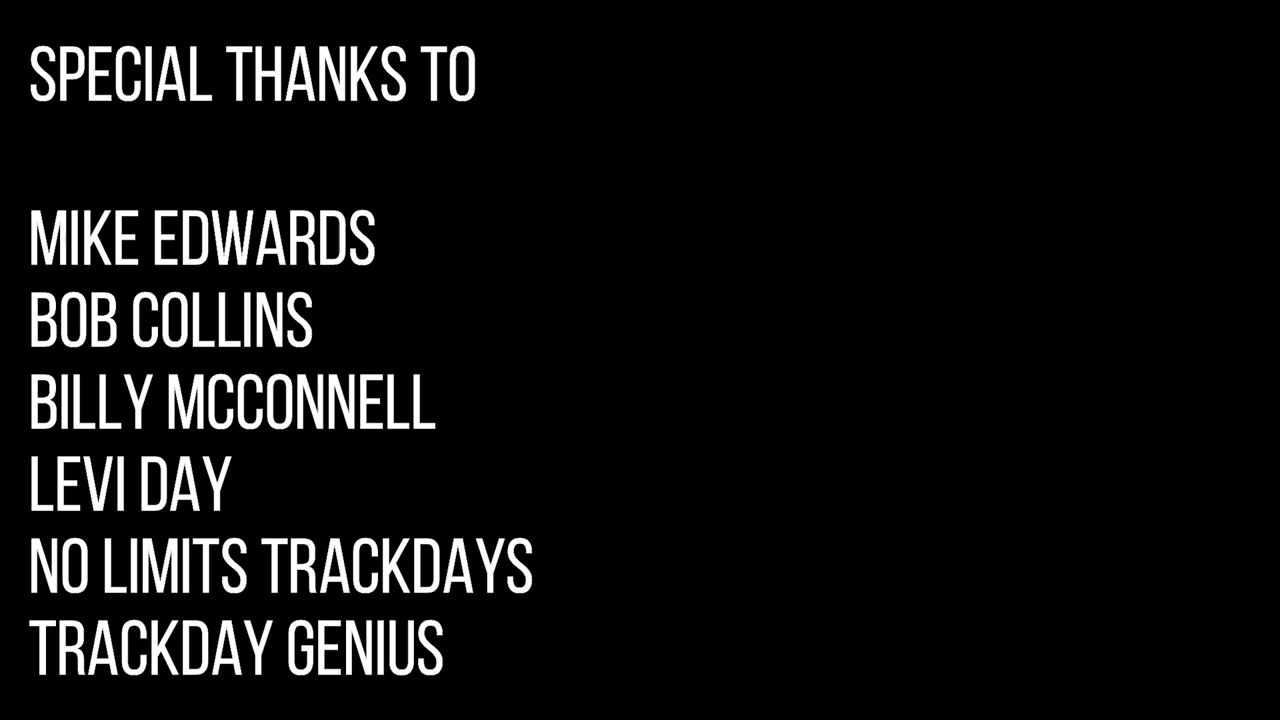 SPECIAL THANKS TO
MIKE EDWARDS
BOB COLLINS
BILLY MCCONNELL
LEVI DAY
NO LIMITS TRACKDAYS
TRACKDAY GENIUS